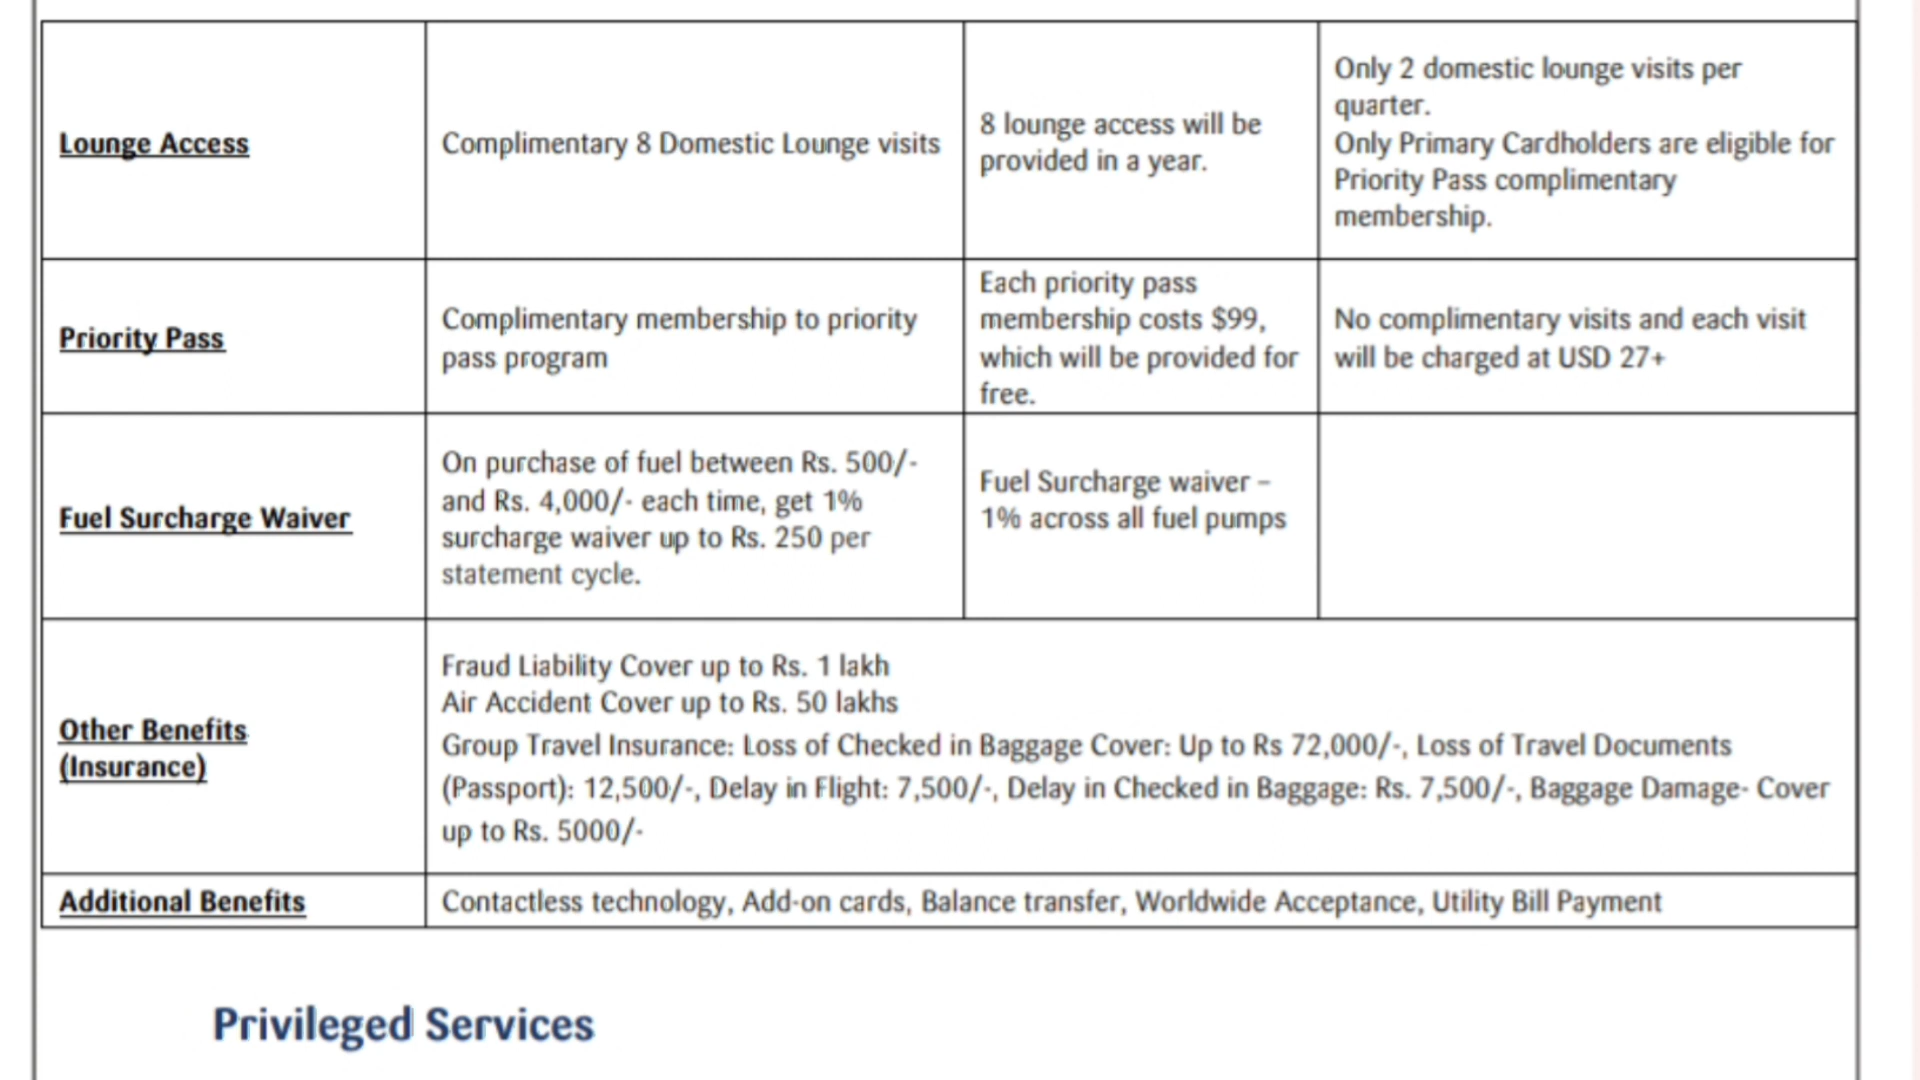 Lounge Access
Complimentary 8 Domestic Lounge visits
8 lounge access will be
provided in a year.
Only 2 domestic lounge visits per
quarter.
Only Primary Cardholders are eligible for
Priority Pass complimentary
membership.
Priority Pass
Complimentary membership to priority
pass program
Each priority pass
membership costs $99,
which will be provided for
free.
No complimentary visits and each visit
will be charged at USD 27+
Fuel Surcharge Waiver
On purchase of fuel between Rs. 500/-
and Rs. 4,000/- each time, get 1%
surcharge waiver up to Rs. 250 per
statement cycle.
Fuel Surcharge waiver –
1% across all fuel pumps
Other Benefits
(Insurance)
Fraud Liability Cover up to Rs. 1 lakh
Air Accident Cover up to Rs. 50 lakhs
Group Travel Insurance: Loss of Checked in Baggage Cover: Up to Rs 72,000/-, Loss of Travel Documents
(Passport): 12,500/-, Delay in Flight: 7,500/-, Delay in Checked in Baggage: Rs. 7,500/-, Baggage Damage- Cover
up to Rs. 5000/-
Additional Benefits
Contactless technology, Add-on cards, Balance transfer, Worldwide Acceptance, Utility Bill Payment
Privileged Services